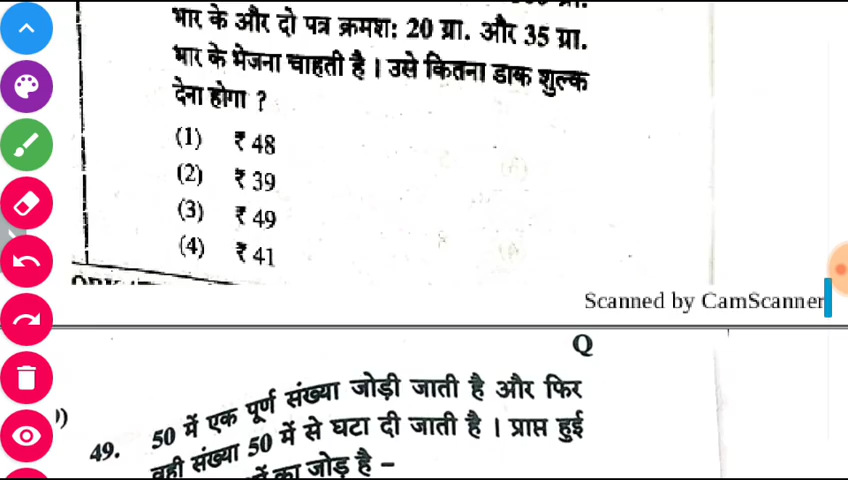 भार के और दो पत्र क्रमश: 20 ग्रा. और 35 ग्रा.
भार के भेजना चाहती है । उसे कितना डाक शुल्क
देना होगा ?
(1) ₹ 48
(2) ₹ 39
(3) ₹ 49
(4) ₹ 41
Scanned by CamScanner
Q
49. 50 में एक पूर्ण संख्या जोड़ी जाती है और फिर
वही संख्या 50 में से घटा दी जाती है । प्राप्त हुई
का जोड़ है –